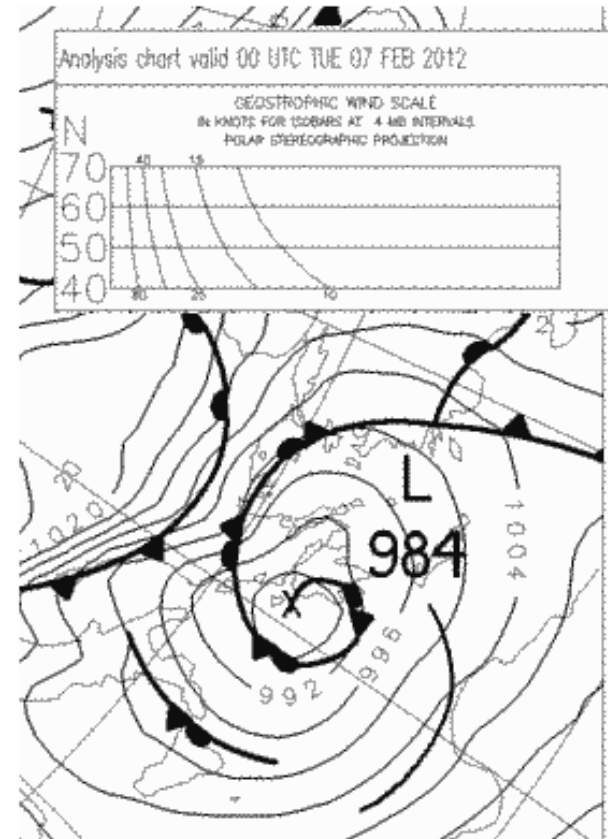 Analysis chart valid 00 UTC TUE 07 FEB 2012
GEOSTROPHIC WIND SCALE
IN KNOTS FOR ISOBARS AT 4 MB INTERVALS
POLAR STEREOGRAPHIC PROJECTION
N
70
60
50
40
40 15
80 25 10
20
1020
L
984
1004
996
992
X